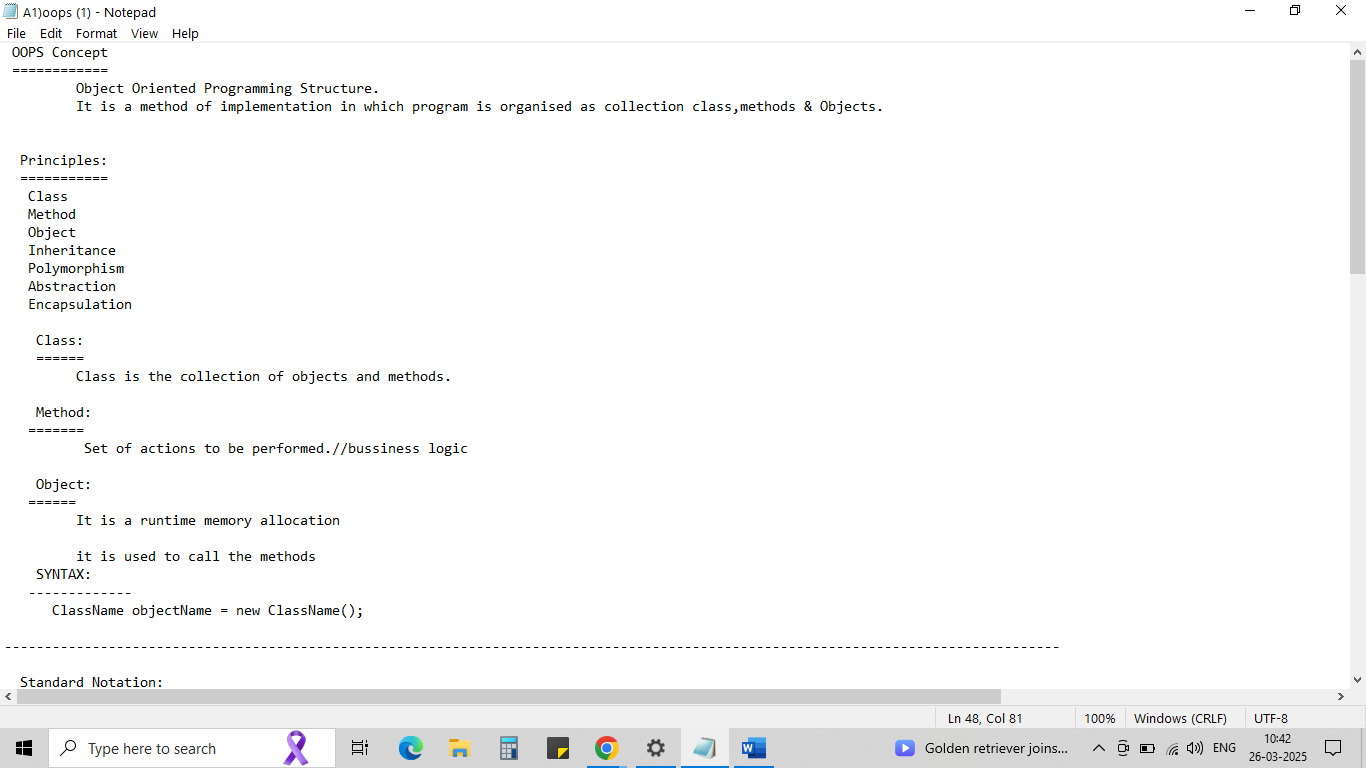 A1)oops (1) - Notepad
File Edit Format View Help
OOPS Concept
============
Object Oriented Programming Structure.
It is a method of implementation in which program is organised as collection class,methods & Objects.
Principles:
===========
Class
Method
Object
Inheritance
Polymorphism
Abstraction
Encapsulation
Class:
======
Class is the collection of objects and methods.
Method:
=======
Set of actions to be performed.//bussiness logic
Object:
======
It is a runtime memory allocation
it is used to call the methods
SYNTAX:
-------------
ClassName objectName = new ClassName();
------------------------------------------------------------------------------------------------------------------------------------
Standard Notation:
Ln 48, Col 81 100% Windows (CRLF) UTF-8
Type here to search
Golden retriever joins...
ENG
10:42
26-03-2025